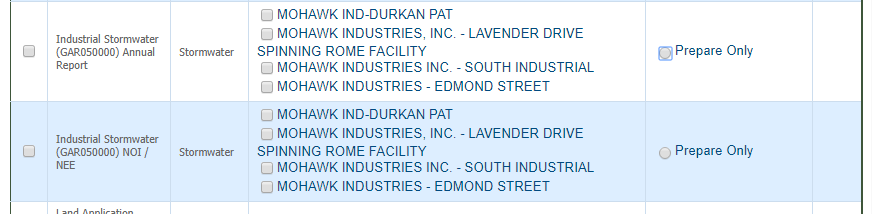 MOHAWK IND-DURKAN PAT
Industrial Stormwater
(GAR050000) Annual
Report
Stormwater
MOHAWK INDUSTRIES, INC. - LAVENDER DRIVE
SPINNING ROME FACILITY
MOHAWK INDUSTRIES INC. - SOUTH INDUSTRIAL
MOHAWK INDUSTRIES - EDMOND STREET
Prepare Only
MOHAWK IND-DURKAN PAT
Industrial Stormwater
(GAR050000) NOI /
NEE
Stormwater
MOHAWK INDUSTRIES, INC. - LAVENDER DRIVE
SPINNING ROME FACILITY
MOHAWK INDUSTRIES INC. - SOUTH INDUSTRIAL
MOHAWK INDUSTRIES - EDMOND STREET
Prepare Only
Land Application